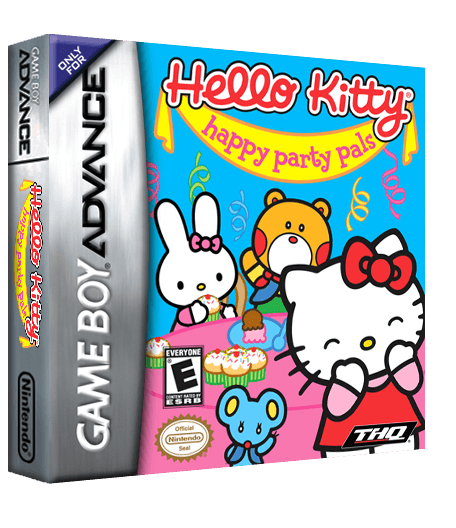 GAME BOY
ADVANCE
Hello Kitty
happy party pals
Nintendo®
ONLY
FOR
GAME BOY ADVANCE
Hello Kitty®
happy party pals
EVERYONE
E
CONTENT RATED BY
ESRB
Official
Nintendo
Seal
THQ